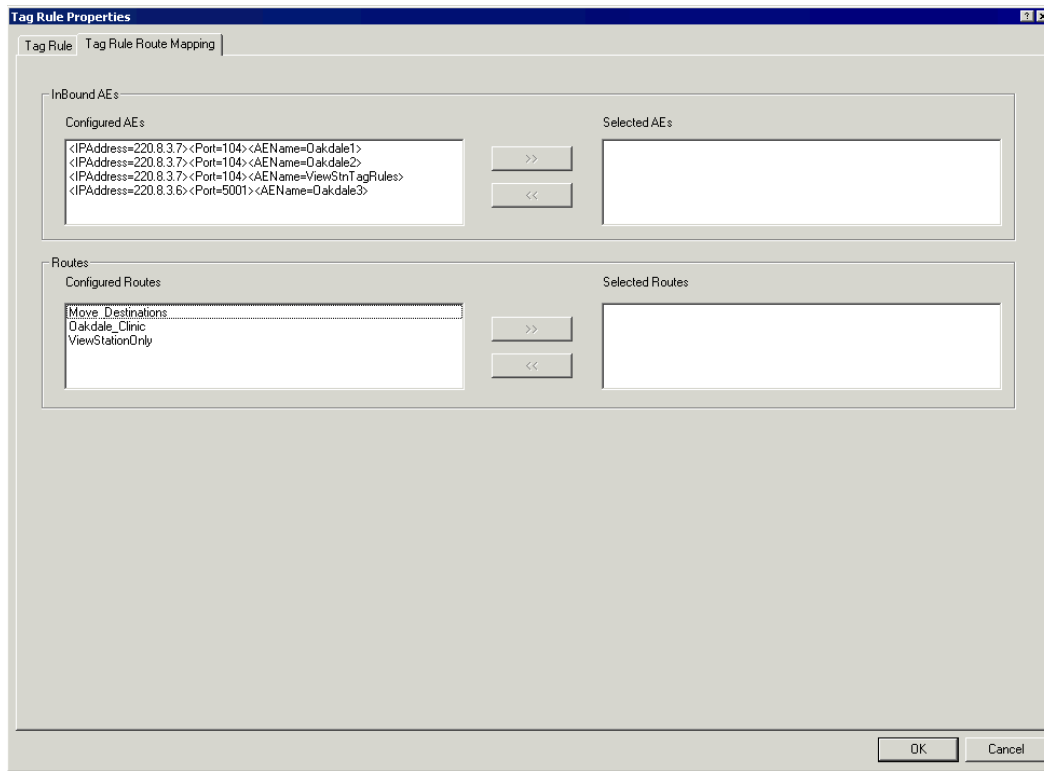 Tag Rule Properties
Tag Rule
Tag Rule Route Mapping
InBound AEs
Configured AEs
Selected AEs
<IPAddress=220.8.3.7><Port=104><AEName=Oakdale1>
<IPAddress=220.8.3.7><Port=104><AEName=Oakdale2>
<IPAddress=220.8.3.7><Port=104><AEName=ViewStnTagRules>
<IPAddress=220.8.3.6><Port=5001><AEName=Oakdale3>
>>
<<
Routes
Configured Routes
Selected Routes
Move_Destinations
Oakdale_Clinic
ViewStationOnly
>>
<<
OK
Cancel